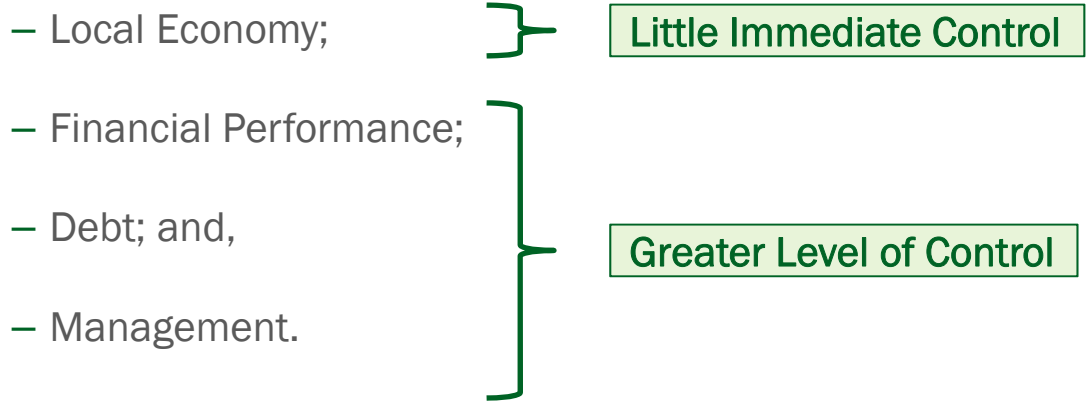 – Local Economy;
Little Immediate Control
– Financial Performance;
– Debt; and,
Greater Level of Control
– Management.